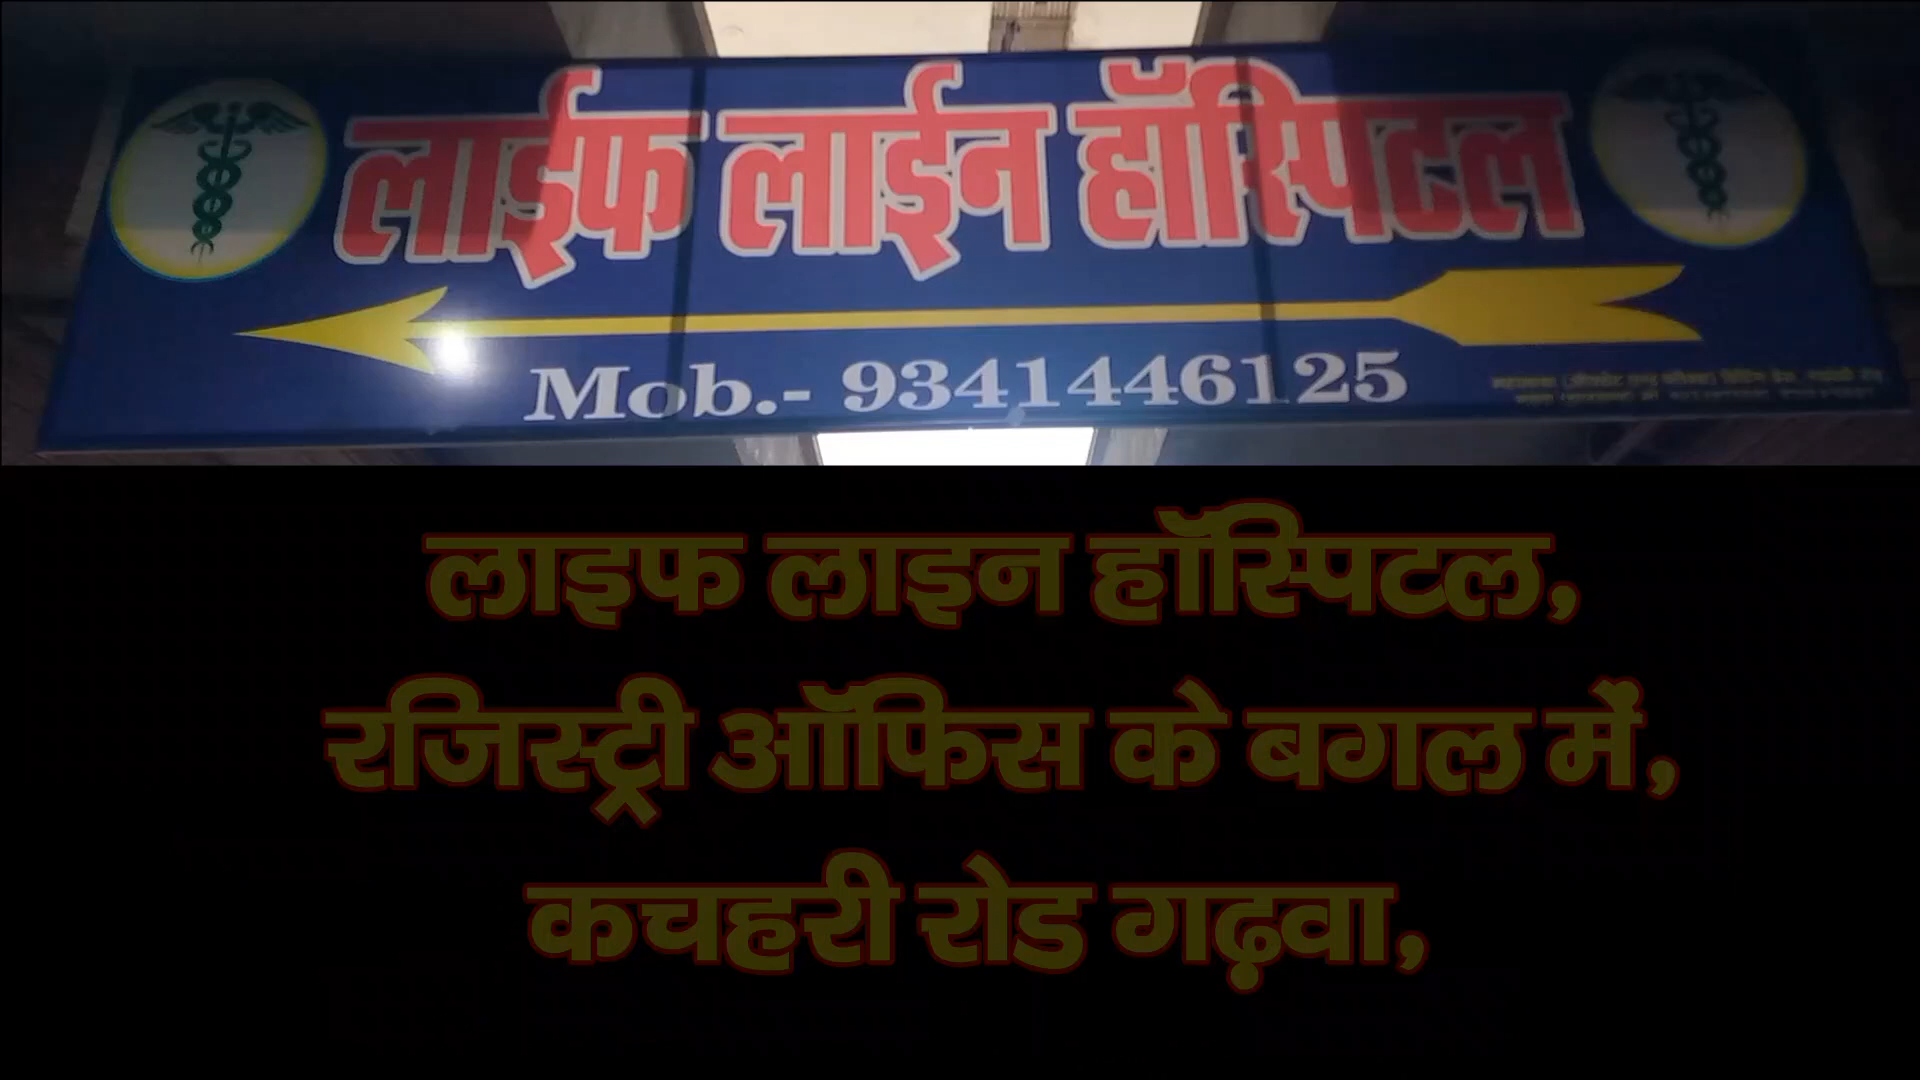 लाईफ लाईन हॉस्पिटल
Mob.- 9341446125
लाइफ लाइन हॉस्पिटल,
रजिस्ट्री ऑफिस के बगल में,
कचहरी रोड गढ़वा,